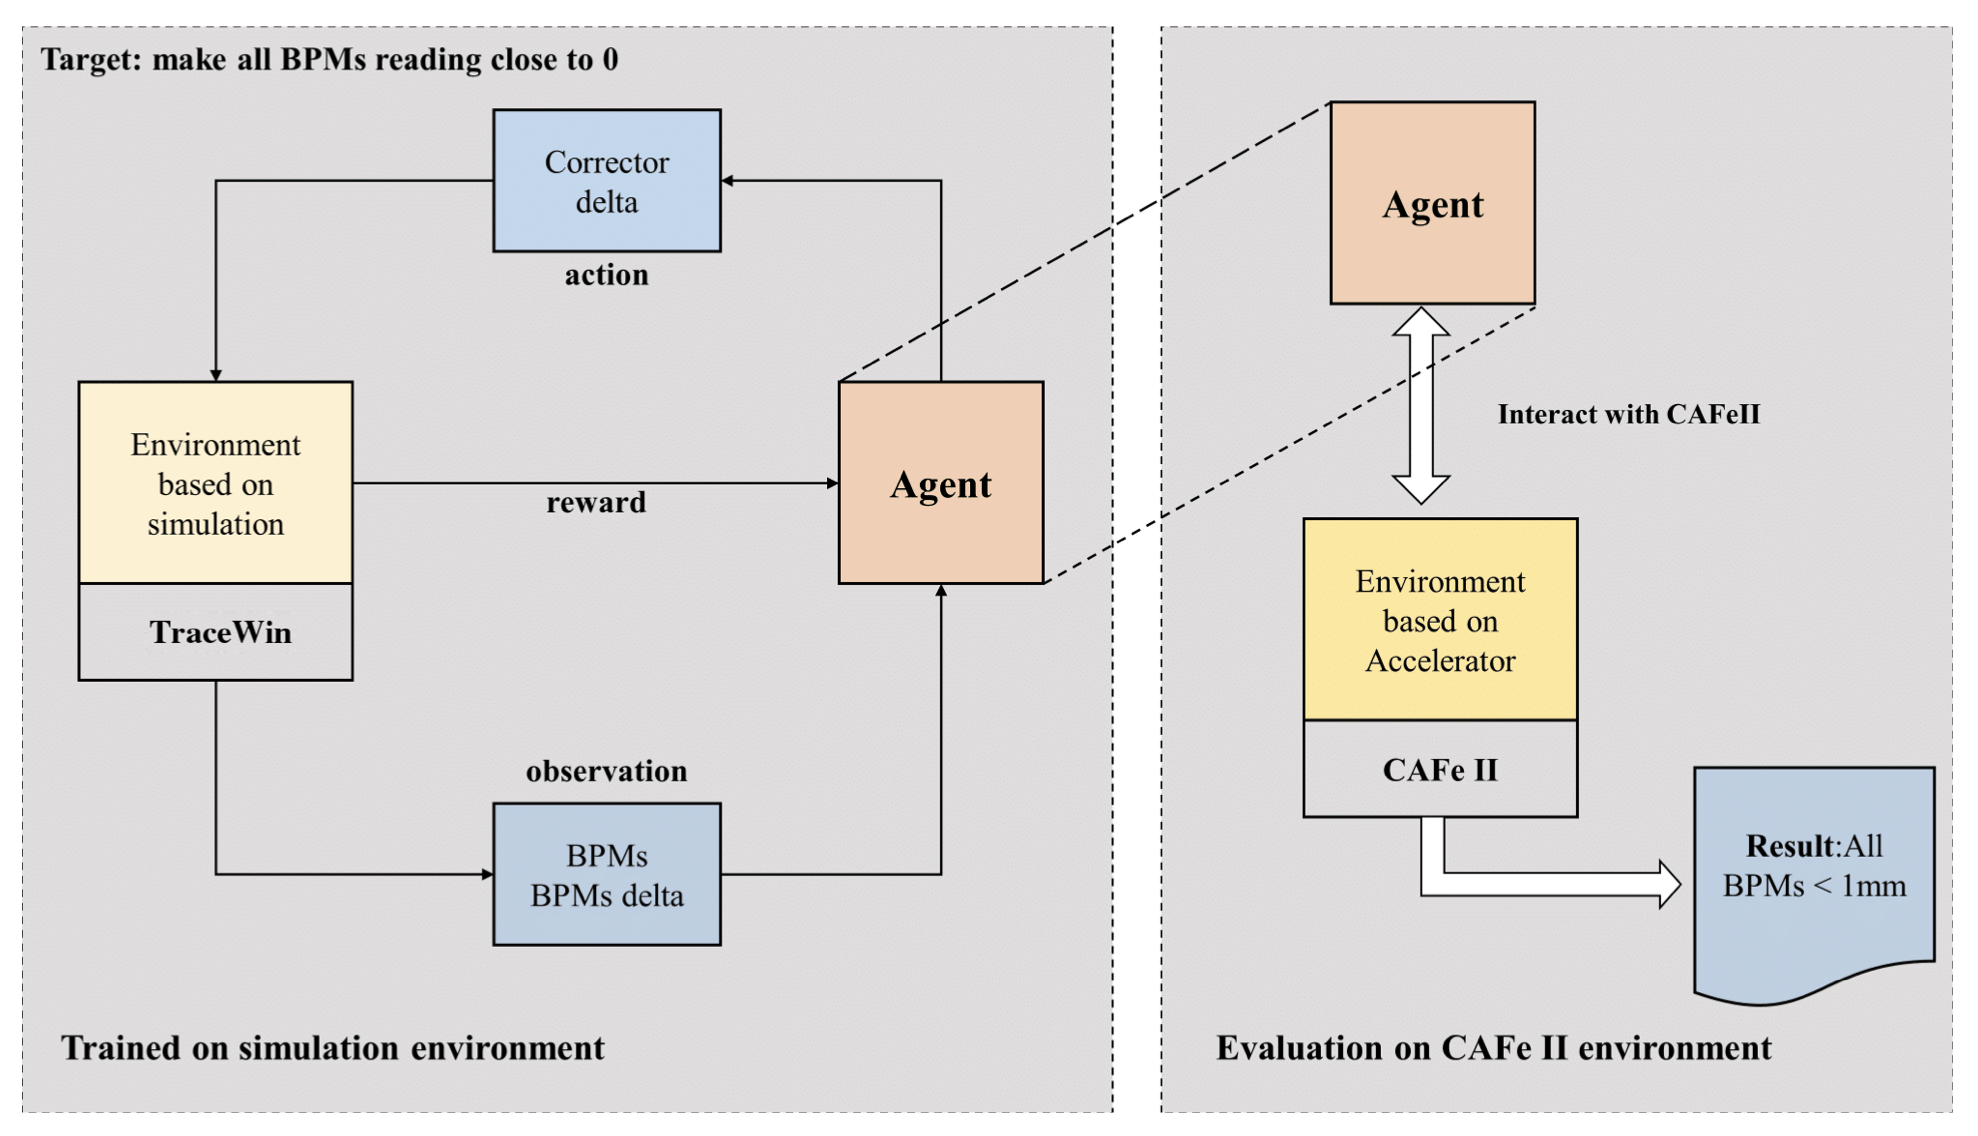 Target: make all BPMs reading close to 0
Corrector
delta
action
Environment
based on
simulation
TraceWin
reward
Agent
observation
BPMs
BPMs delta
Trained on simulation environment
Agent
Interact with CAFeII
Environment
based on
Accelerator
CAFe II
Result:All
BPMs < 1mm
Evaluation on CAFe II environment